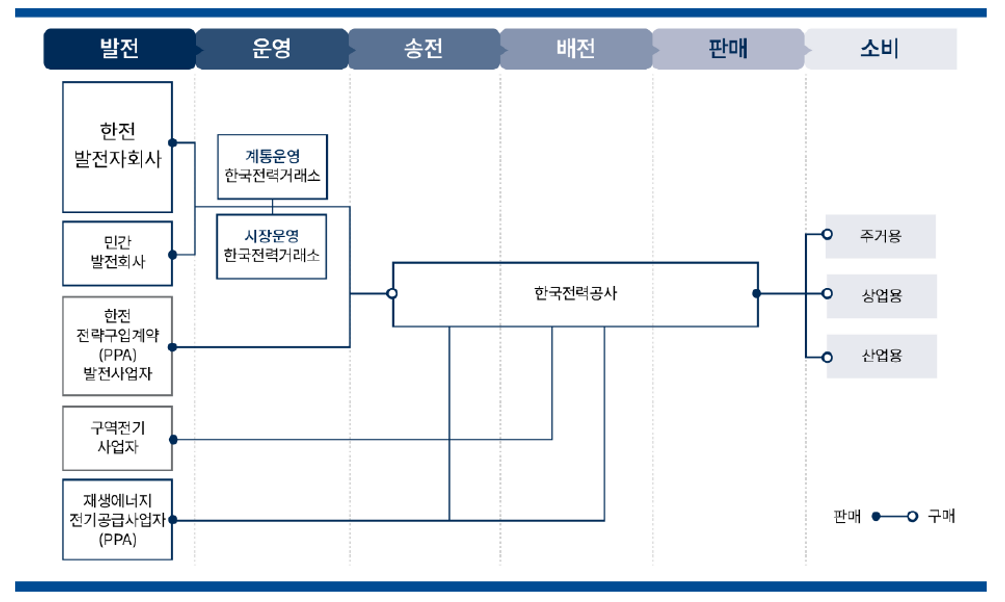 발전
운영
송전
배전
판매
소비
한전
발전자회사
계통운영
한국전력거래소
시장운영
한국전력거래소
민간
발전회사
한전
전략구입계약
(PPA)
발전사업자
구역전기
사업자
재생에너지
전기공급사업자
(PPA)
한국전력공사
주거용
상업용
산업용
판매
구매